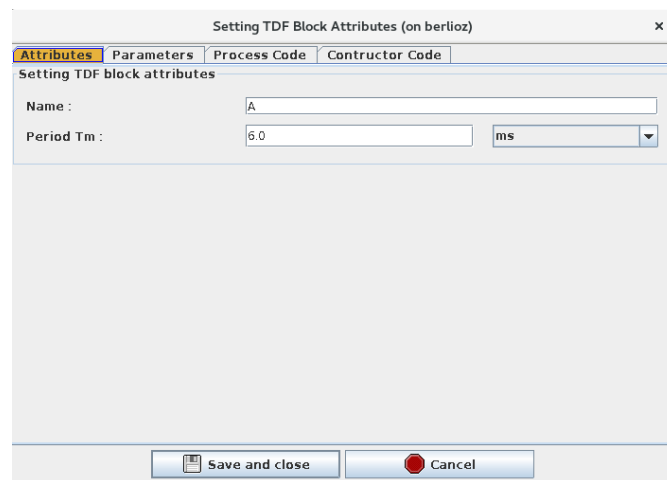 Setting TDF Block Attributes (on berlioz) ×
Attributes Parameters Process Code Contructor Code
Setting TDF block attributes
Name : A
Period Tm : 6.0 ms
Save and close Cancel